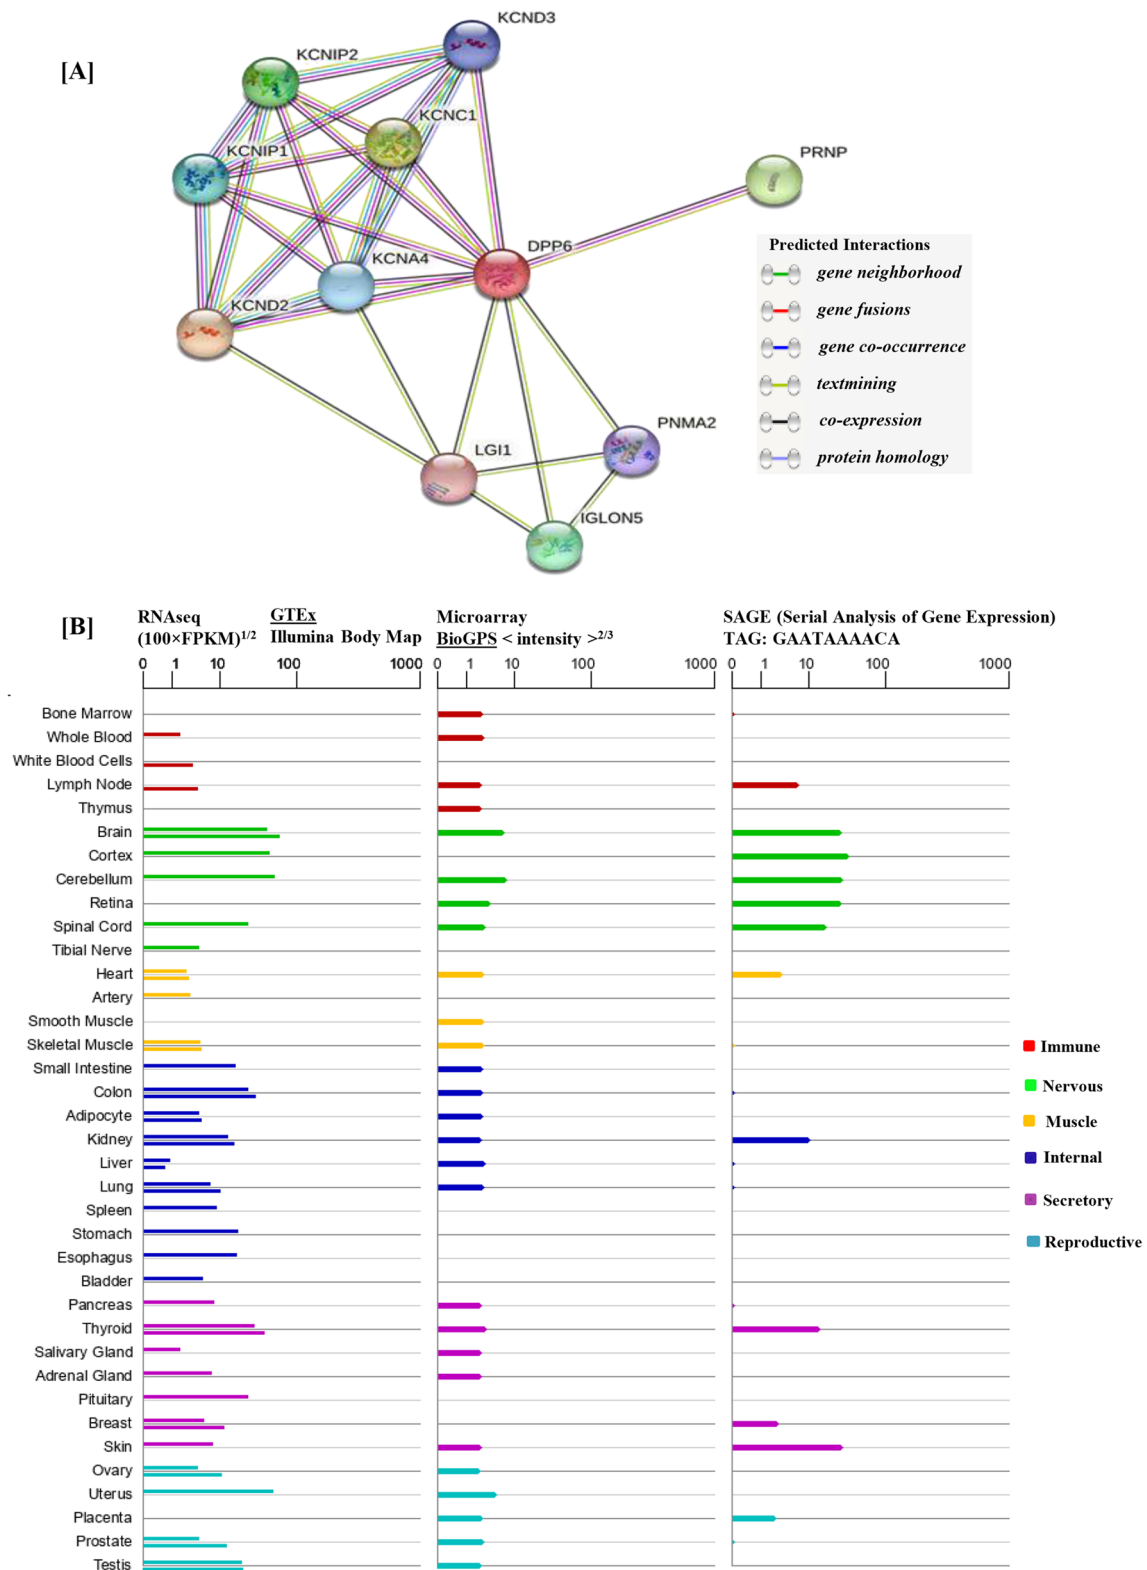 [A]
KCND3
KCNIP2
KCNC1
KCNIP1
PRNP
DPP6
KCNA4
KCND2
PNMA2
LGI1
IGLON5
Predicted Interactions
gene neighborhood
gene fusions
gene co-occurrence
textmining
co-expression
protein homology
[B]
RNAseq
(100×FPKM)1/2
GTEx
Illumina Body Map
Microarray
BioGPS < intensity >2/3
SAGE (Serial Analysis of Gene Expression)
TAG: GAATAAAACA
0 1 10 100 1000
0 1 10 100 1000
0 1 10 100 1000
Bone Marrow
Whole Blood
White Blood Cells
Lymph Node
Thymus
Brain
Cortex
Cerebellum
Retina
Spinal Cord
Tibial Nerve
Heart
Artery
Smooth Muscle
Skeletal Muscle
Small Intestine
Colon
Adipocyte
Kidney
Liver
Lung
Spleen
Stomach
Esophagus
Bladder
Pancreas
Thyroid
Salivary Gland
Adrenal Gland
Pituitary
Breast
Skin
Ovary
Uterus
Placenta
Prostate
Testis
Immune
Nervous
Muscle
Internal
Secretory
Reproductive